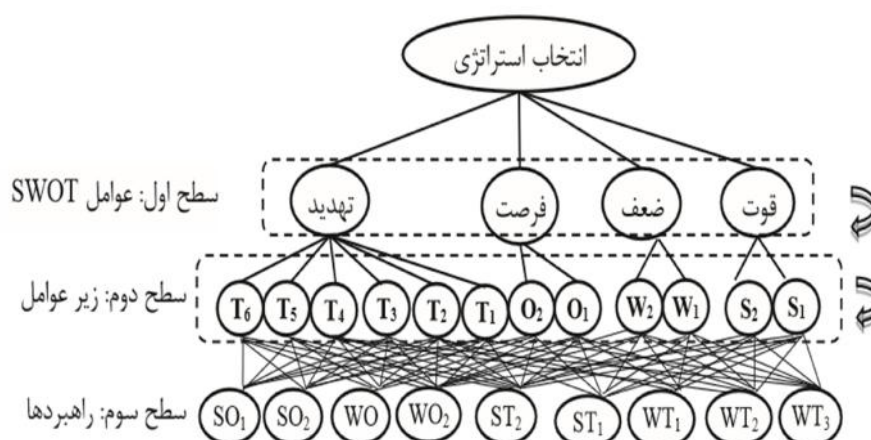 انتخاب استراتژی
سطح اول: عوامل SWOT
قوت ضعف فرصت تهدید
سطح دوم: زیر عوامل
S₁ S₂ W₁ W₂ O₁ O₂ T₁ T₂ T₃ T₄ T₅ T₆
سطح سوم: راهبردها
SO₁ SO₂ WO WO₂ ST₂ ST₁ WT₁ WT₂ WT₃